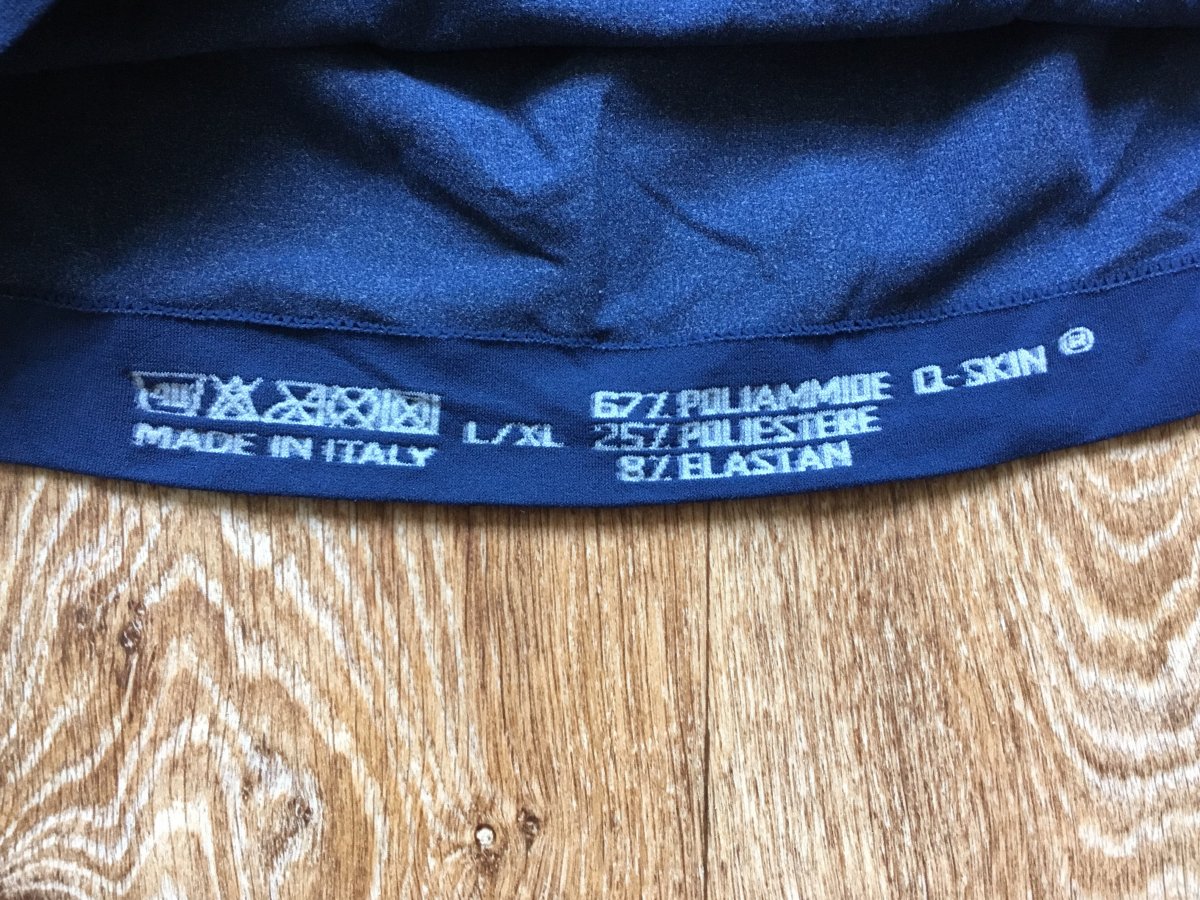 MADE IN ITALY
L/XL
67% POLIAMMIDE Q-SKIN ®
25% POLIESTERE
8% ELASTAN